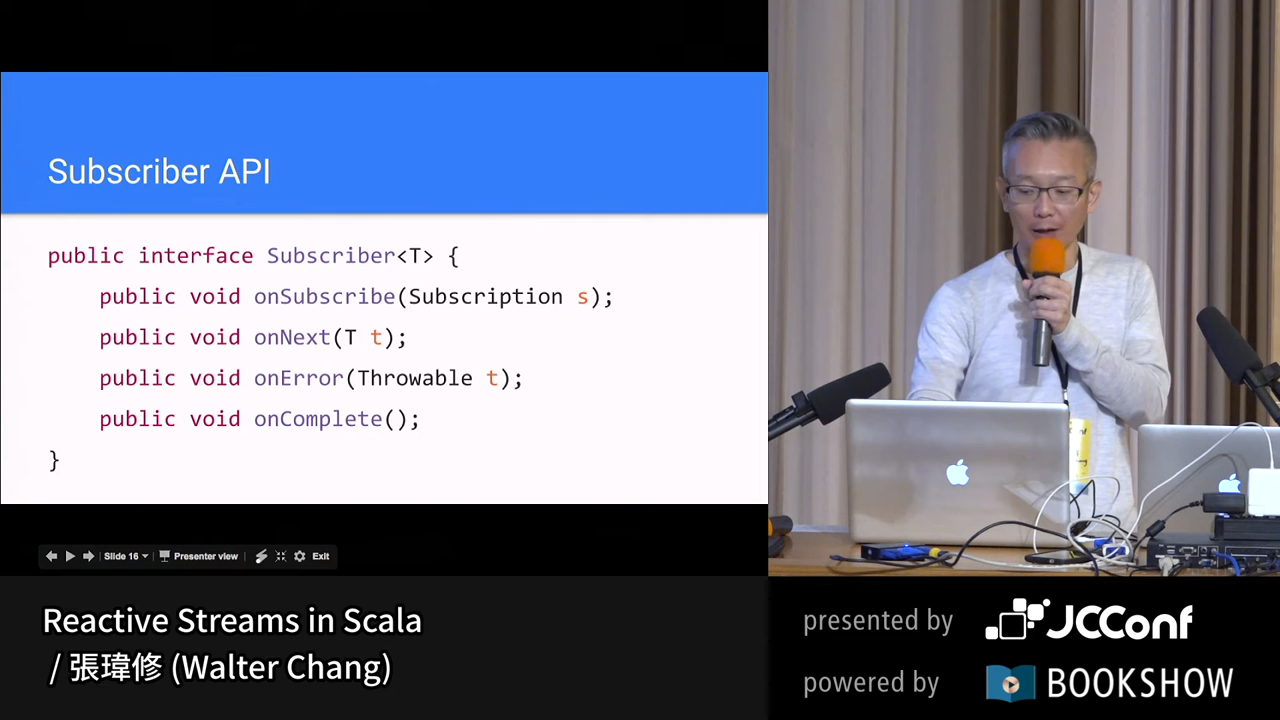 Subscriber API
public interface Subscriber<T> {
public void onSubscribe(Subscription s);
public void onNext(T t);
public void onError(Throwable t);
public void onComplete();
}
Slide 16
Presenter view
Exit
Reactive Streams in Scala
/ 張瑋修 (Walter Chang)
presented by JCConf
powered by BOOKSHOW